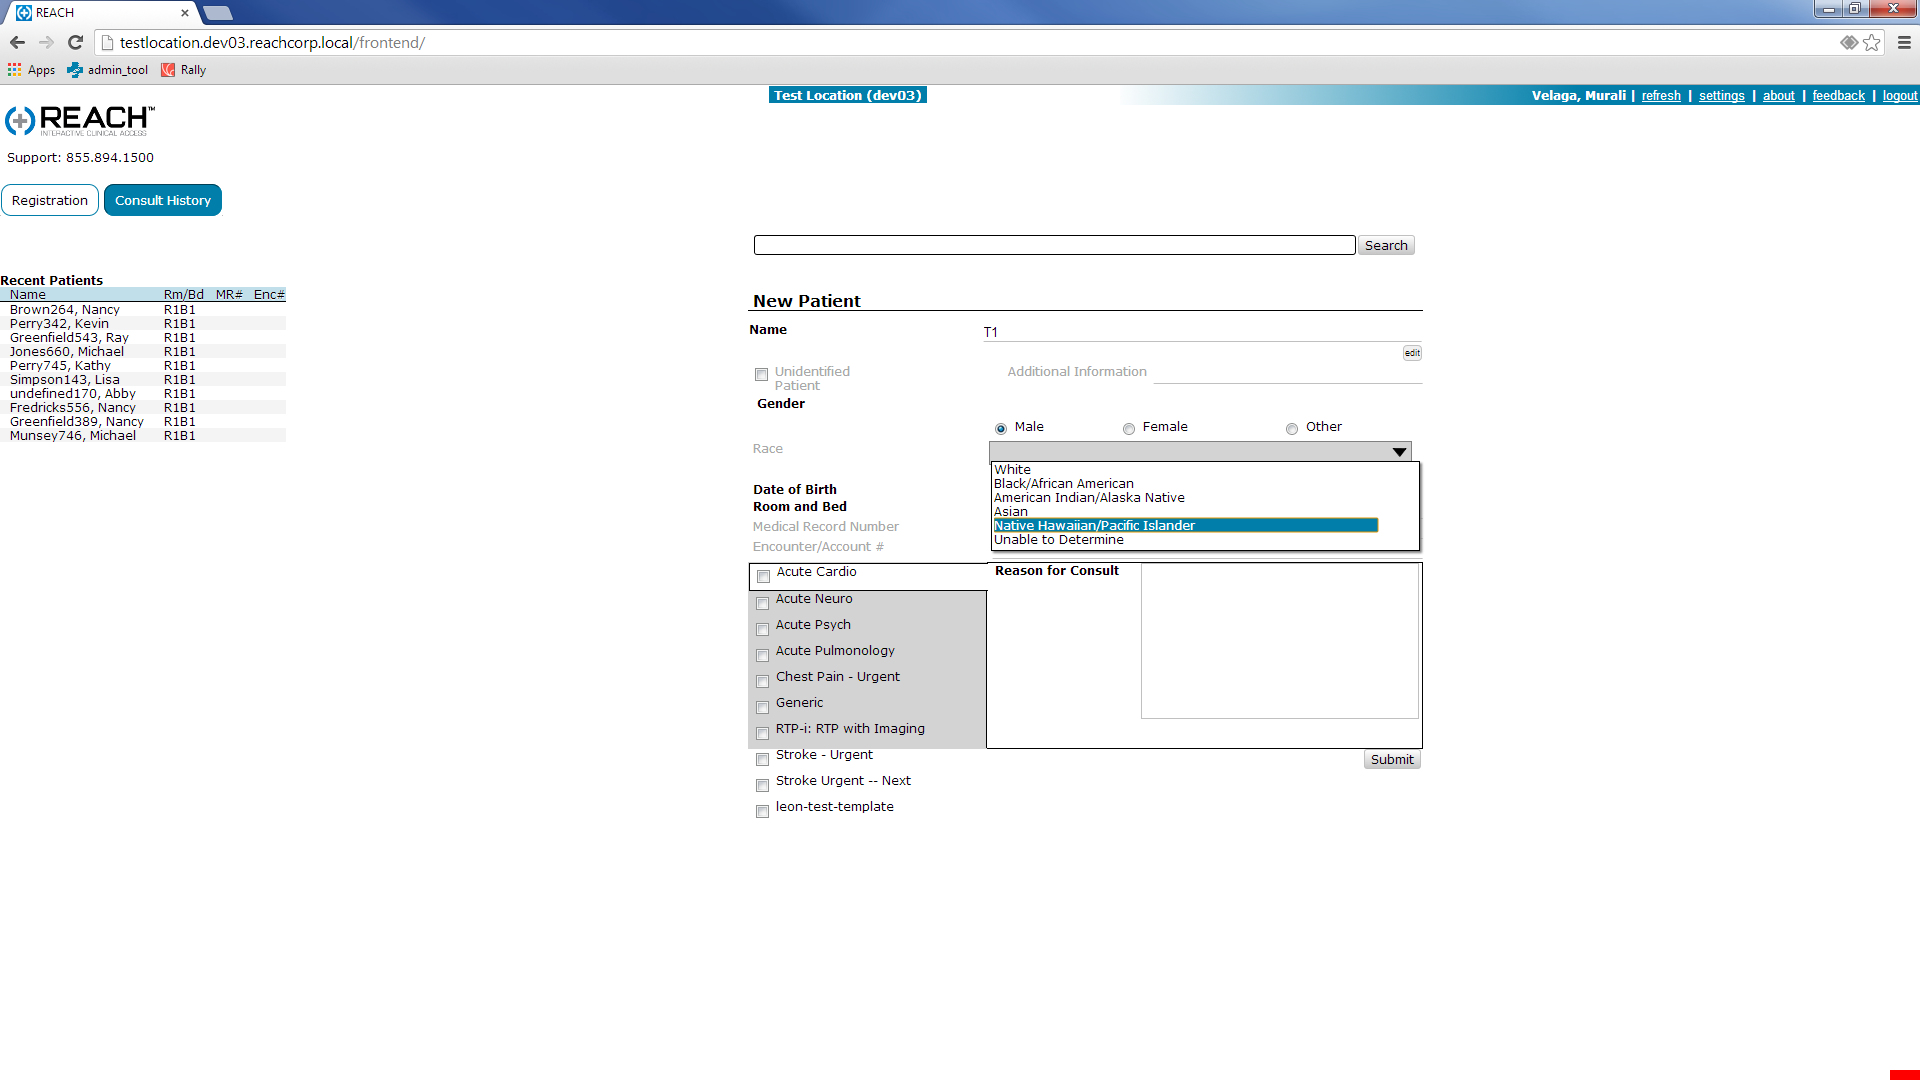 REACH
testlocation.dev03.reachcorp.local/frontend/
Apps admin_tool Rally
Test Location (dev03)
Velaga, Murali | refresh | settings | about | feedback | logout
REACH™
INTERACTIVE CLINICAL ACCESS
Support: 855.894.1500
Registration Consult History
Search
Recent Patients
Name Rm/Bd MR# Enc#
Brown264, Nancy R1B1
Perry342, Kevin R1B1
Greenfield543, Ray R1B1
Jones660, Michael R1B1
Perry745, Kathy R1B1
Simpson143, Lisa R1B1
undefined170, Abby R1B1
Fredricks556, Nancy R1B1
Greenfield389, Nancy R1B1
Munsey746, Michael R1B1
New Patient
Name T1
edit
Unidentified
Patient
Additional Information
Gender
Male Female Other
Race
White
Black/African American
American Indian/Alaska Native
Asian
Native Hawaiian/Pacific Islander
Unable to Determine
Date of Birth
Room and Bed
Medical Record Number
Encounter/Account #
Acute Cardio
Acute Neuro
Acute Psych
Acute Pulmonology
Chest Pain - Urgent
Generic
RTP-i: RTP with Imaging
Stroke - Urgent
Stroke Urgent -- Next
leon-test-template
Reason for Consult
Submit